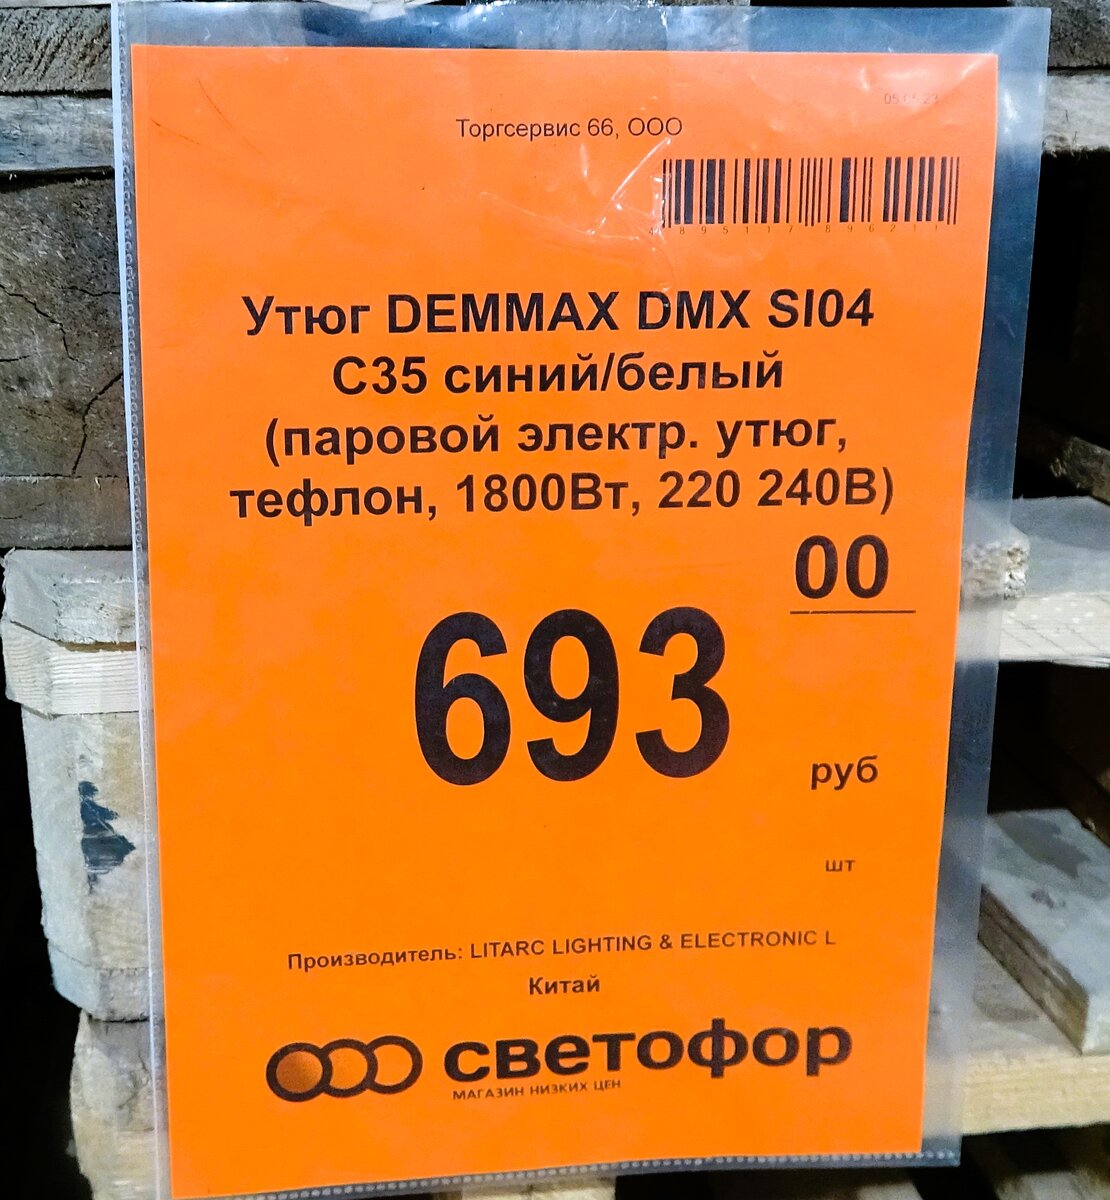 Торгсервис 66, ООО
4895117896211
Утюг DEMMAX DMX SI04
C35 синий/белый
(паровой электр. утюг,
тефлон, 1800Вт, 220 240В)
00
693
руб
шт
Производитель: LITARC LIGHTING & ELECTRONIC L
Китай
светофор
МАГАЗИН НИЗКИХ ЦЕН